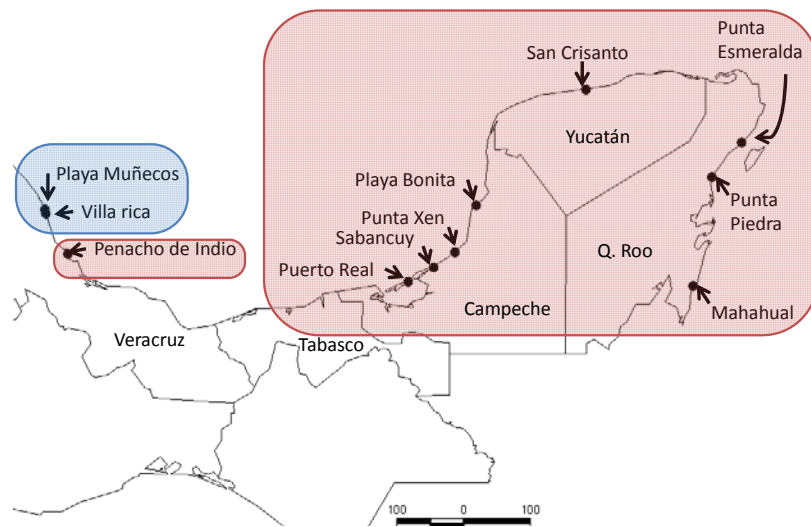 Punta
Esmeralda
San Crisanto
Yucatán
Playa Muñecos
Villa rica
Penacho de Indio
Playa Bonita
Punta Xen
Sabancuy
Puerto Real
Punta
Piedra
Q. Roo
Campeche
Mahahual
Veracruz
Tabasco
100 0 100